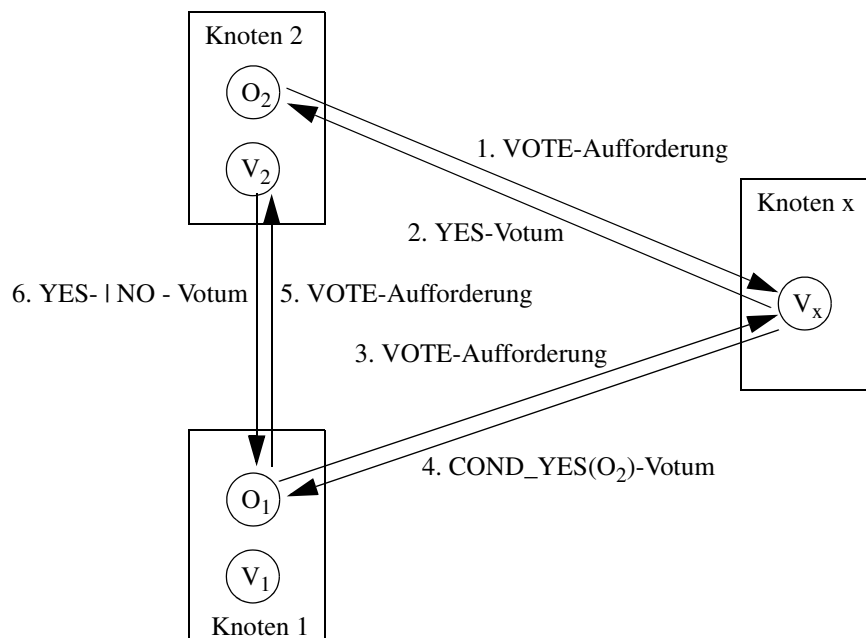 Knoten 2
O2
V2
1. VOTE-Aufforderung
Knoten x
2. YES-Votum
6. YES- | NO - Votum
5. VOTE-Aufforderung
Vx
3. VOTE-Aufforderung
4. COND_YES(O2)-Votum
O1
V1
Knoten 1